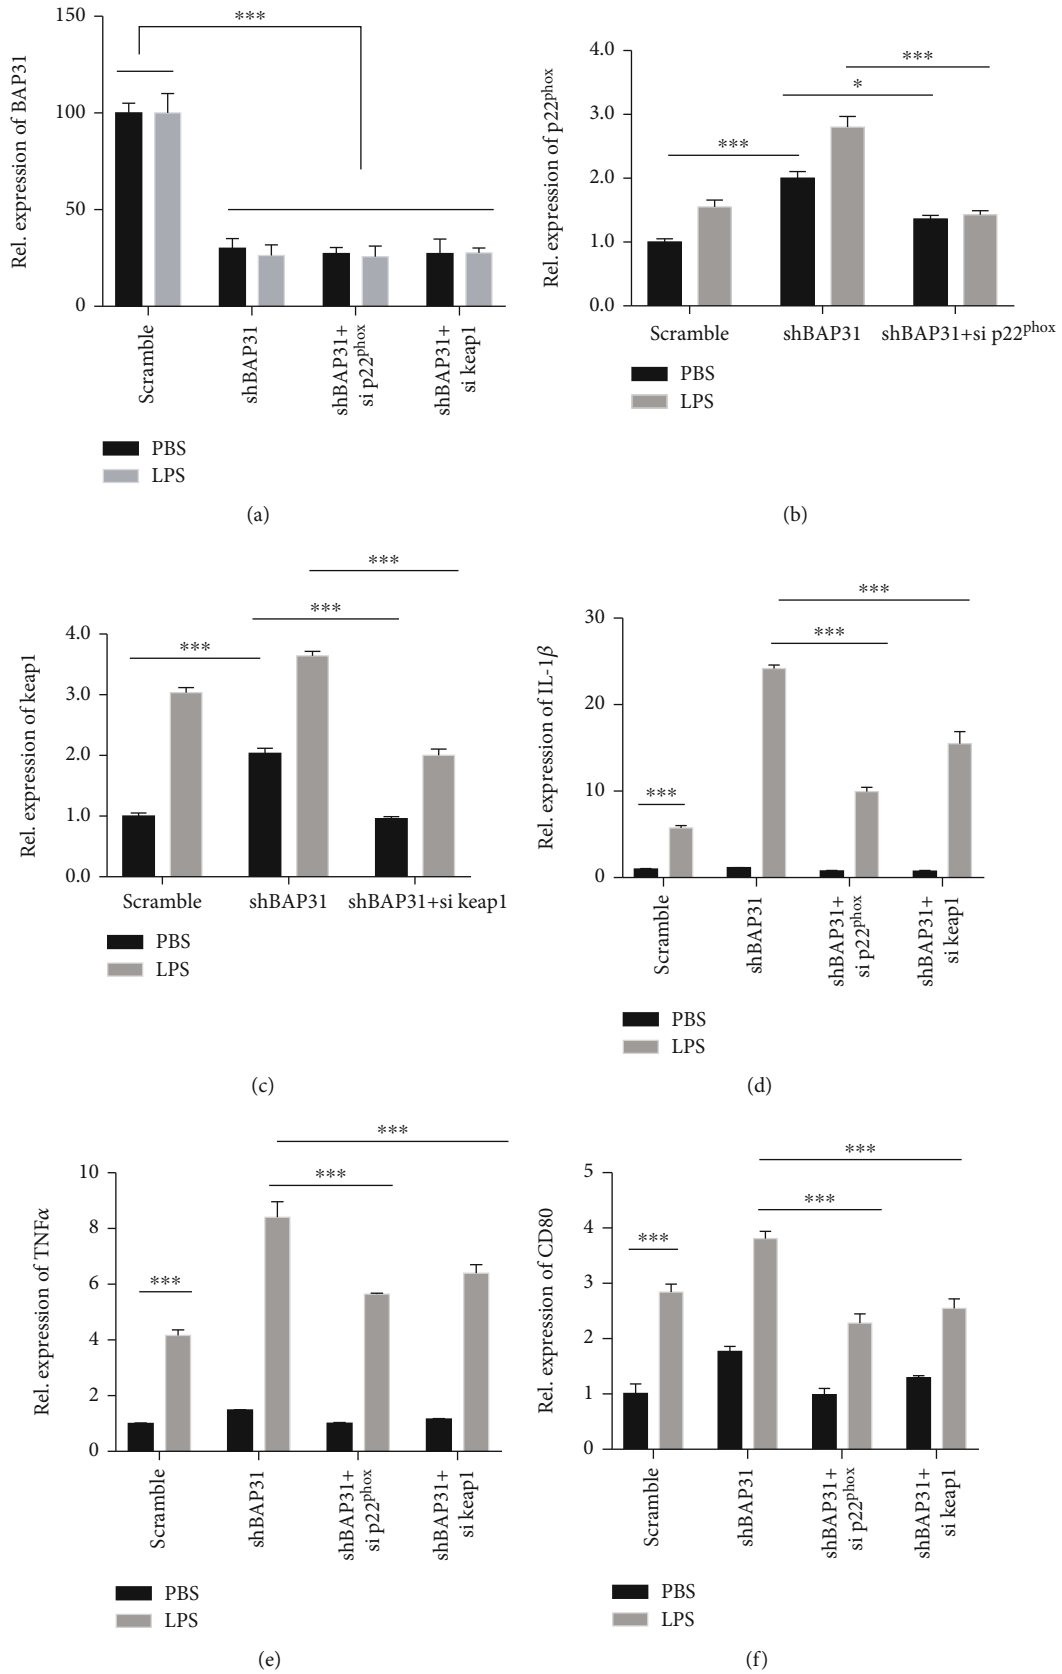 Rel. expression of BAP31
150
100
50
0
***
Scramble
shBAP31
shBAP31+
si p22phox
shBAP31+
si keap1
PBS
LPS
(a)
Rel. expression of p22phox
4.0
3.0
2.0
1.0
0.0
***
*
***
Scramble
shBAP31
shBAP31+si p22phox
PBS
LPS
(b)
Rel. expression of keap1
4.0
3.0
2.0
1.0
0.0
***
***
***
Scramble
shBAP31
shBAP31+si keap1
PBS
LPS
(c)
Rel. expression of IL-1β
30
20
10
0
***
***
***
Scramble
shBAP31
shBAP31+
si p22phox
shBAP31+
si keap1
PBS
LPS
(d)
Rel. expression of TNFα
10
8
6
4
2
0
***
***
***
Scramble
shBAP31
shBAP31+
si p22phox
shBAP31+
si keap1
PBS
LPS
(e)
Rel. expression of CD80
5
4
3
2
1
0
***
***
***
Scramble
shBAP31
shBAP31+
si p22phox
shBAP31+
si keap1
PBS
LPS
(f)